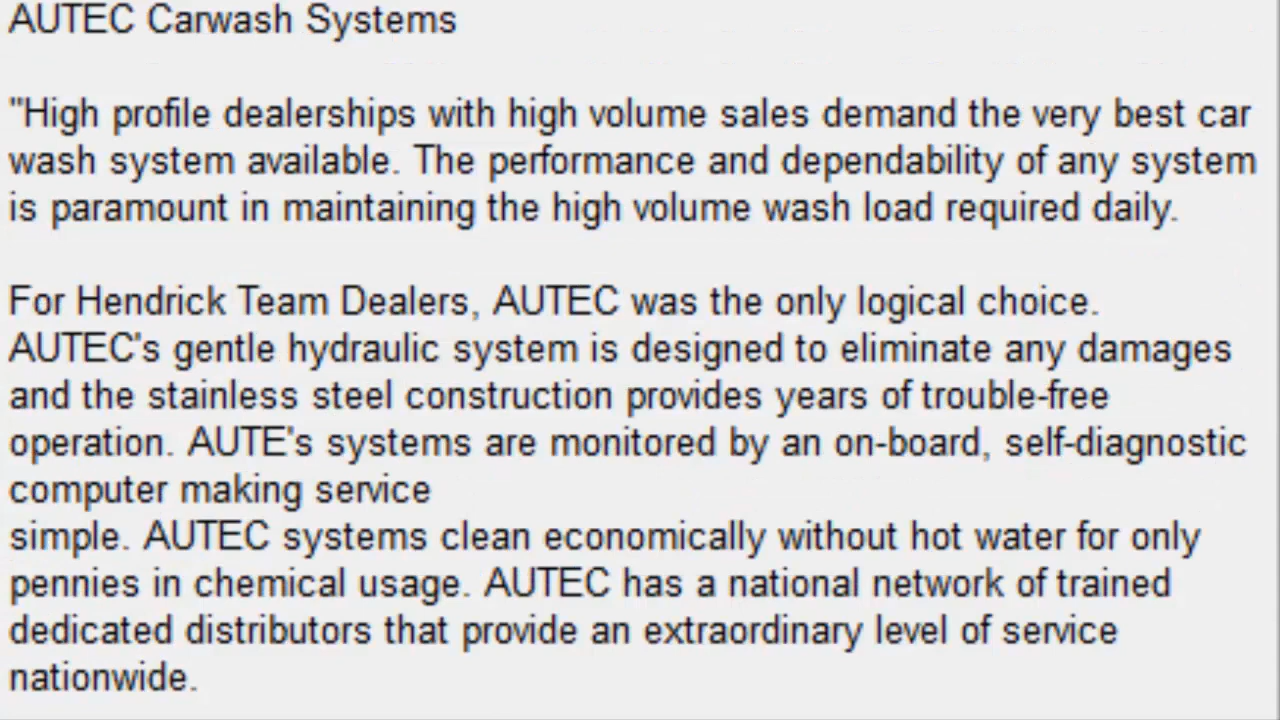 AUTEC Carwash Systems
"High profile dealerships with high volume sales demand the very best car
wash system available. The performance and dependability of any system
is paramount in maintaining the high volume wash load required daily.
For Hendrick Team Dealers, AUTEC was the only logical choice.
AUTEC's gentle hydraulic system is designed to eliminate any damages
and the stainless steel construction provides years of trouble-free
operation. AUTE's systems are monitored by an on-board, self-diagnostic
computer making service
simple. AUTEC systems clean economically without hot water for only
pennies in chemical usage. AUTEC has a national network of trained
dedicated distributors that provide an extraordinary level of service
nationwide.